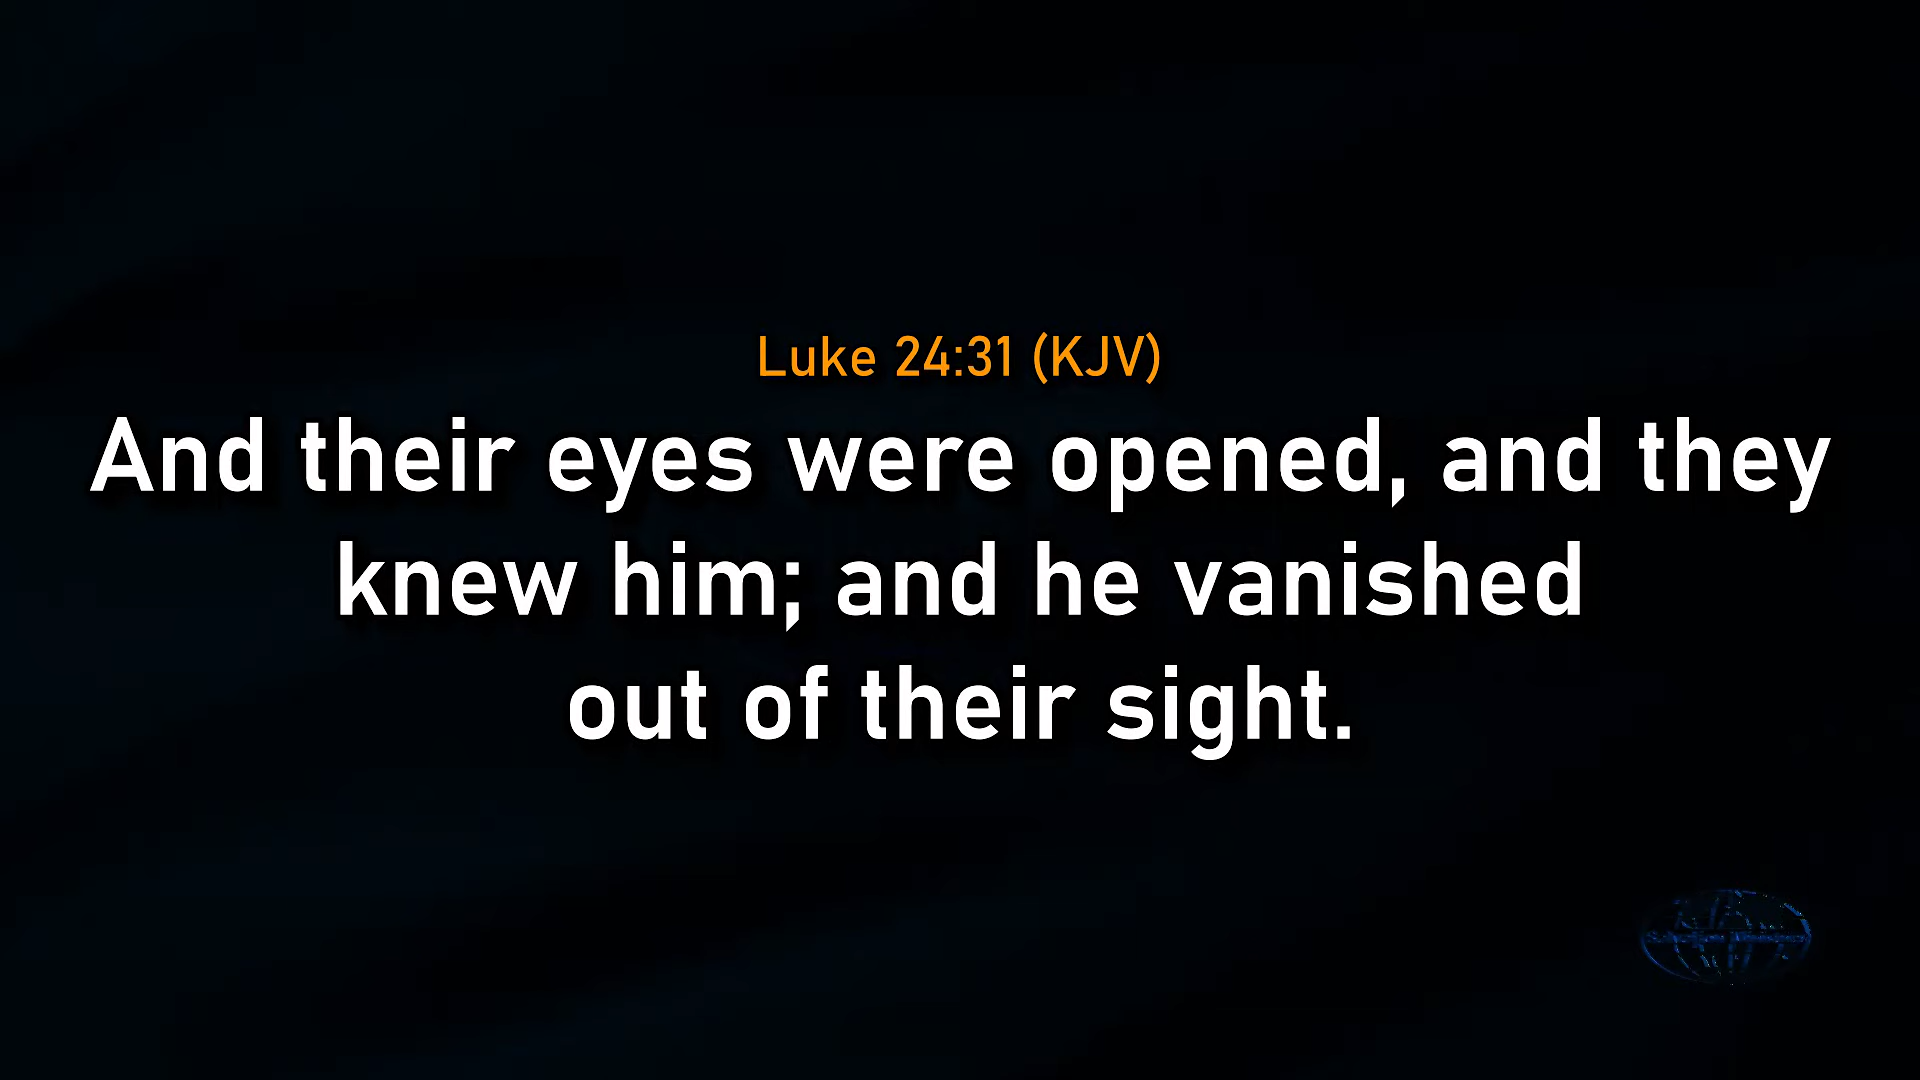 Luke 24:31 (KJV)
And their eyes were opened, and they
knew him; and he vanished
out of their sight.